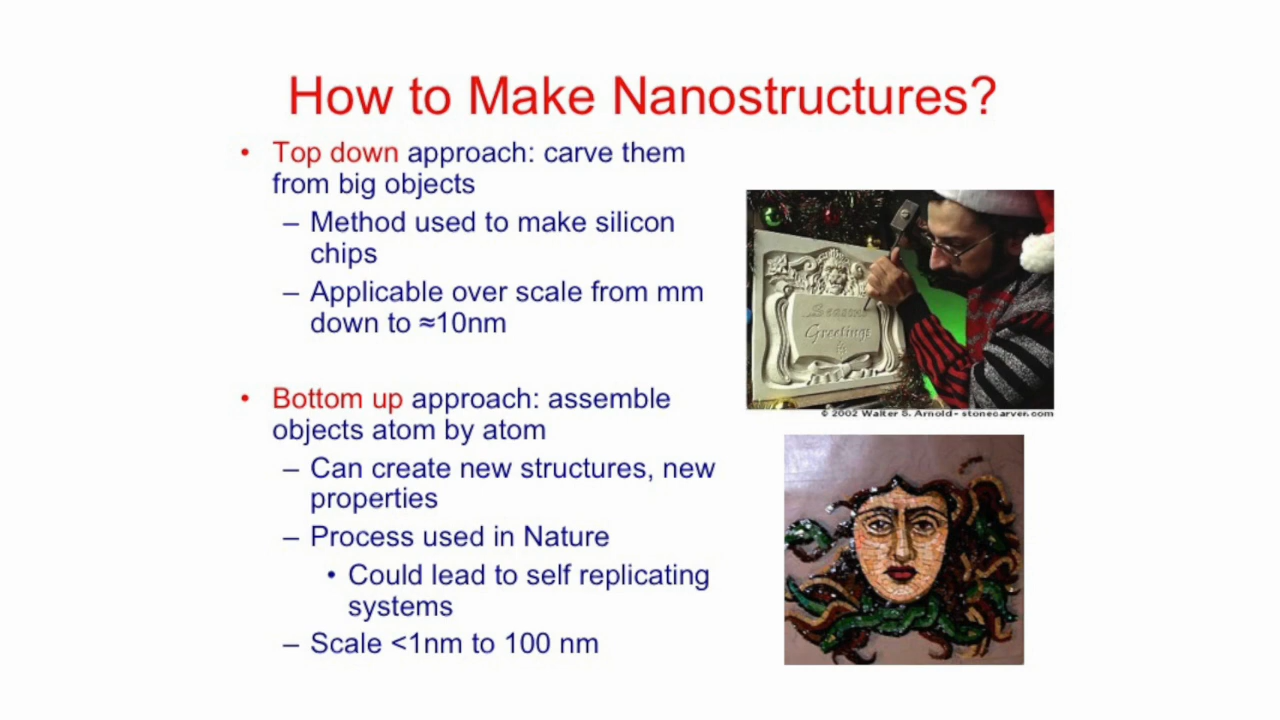 How to Make Nanostructures?
• Top down approach: carve them
from big objects
– Method used to make silicon
chips
– Applicable over scale from mm
down to ≈10nm
• Bottom up approach: assemble
objects atom by atom
– Can create new structures, new
properties
– Process used in Nature
• Could lead to self replicating
systems
– Scale <1nm to 100 nm
Seasons
Greetings
© 2002 Walter S. Arnold - stonecarver.com